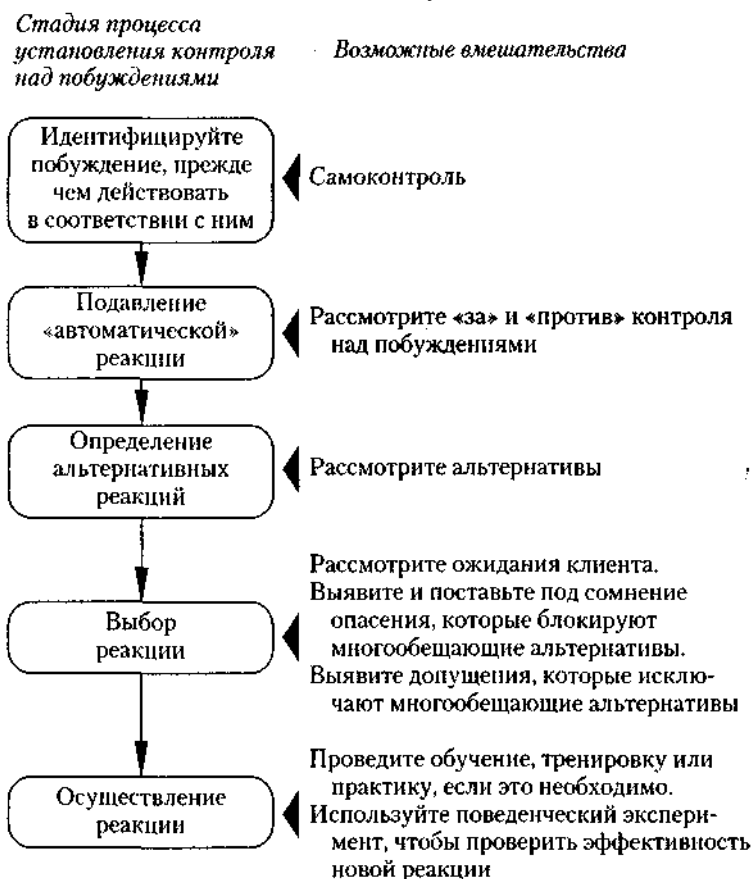 Стадия процесса
установления контроля
над побуждениями
Возможные вмешательства
Идентифицируйте
побуждение, прежде
чем действовать
в соответствии с ним
Самоконтроль
Подавление
«автоматической»
реакции
Рассмотрите «за» и «против» контроля
над побуждениями
Определение
альтернативных
реакций
Рассмотрите альтернативы
Выбор
реакции
Рассмотрите ожидания клиента.
Выявите и поставьте под сомнение
опасения, которые блокируют
многообещающие альтернативы.
Выявите допущения, которые исклю-
чают многообещающие альтернативы
Осуществление
реакции
Проведите обучение, тренировку или
практику, если это необходимо.
Используйте поведенческий экспери-
мент, чтобы проверить эффективность
новой реакции